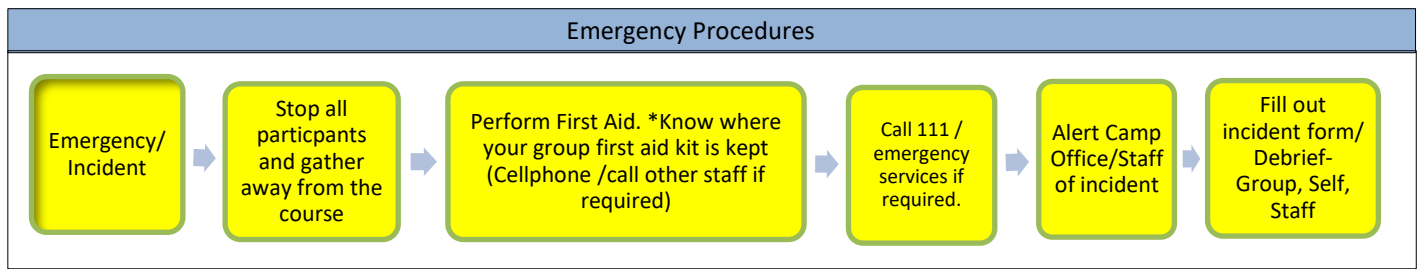 Emergency Procedures
Emergency/
Incident
Stop all
particpants
and gather
away from the
course
Perform First Aid. *Know where
your group first aid kit is kept
(Cellphone /call other staff if
required)
Call 111 /
emergency
services if
required.
Alert Camp
Office/Staff
of incident
Fill out
incident form/
Debrief-
Group, Self,
Staff